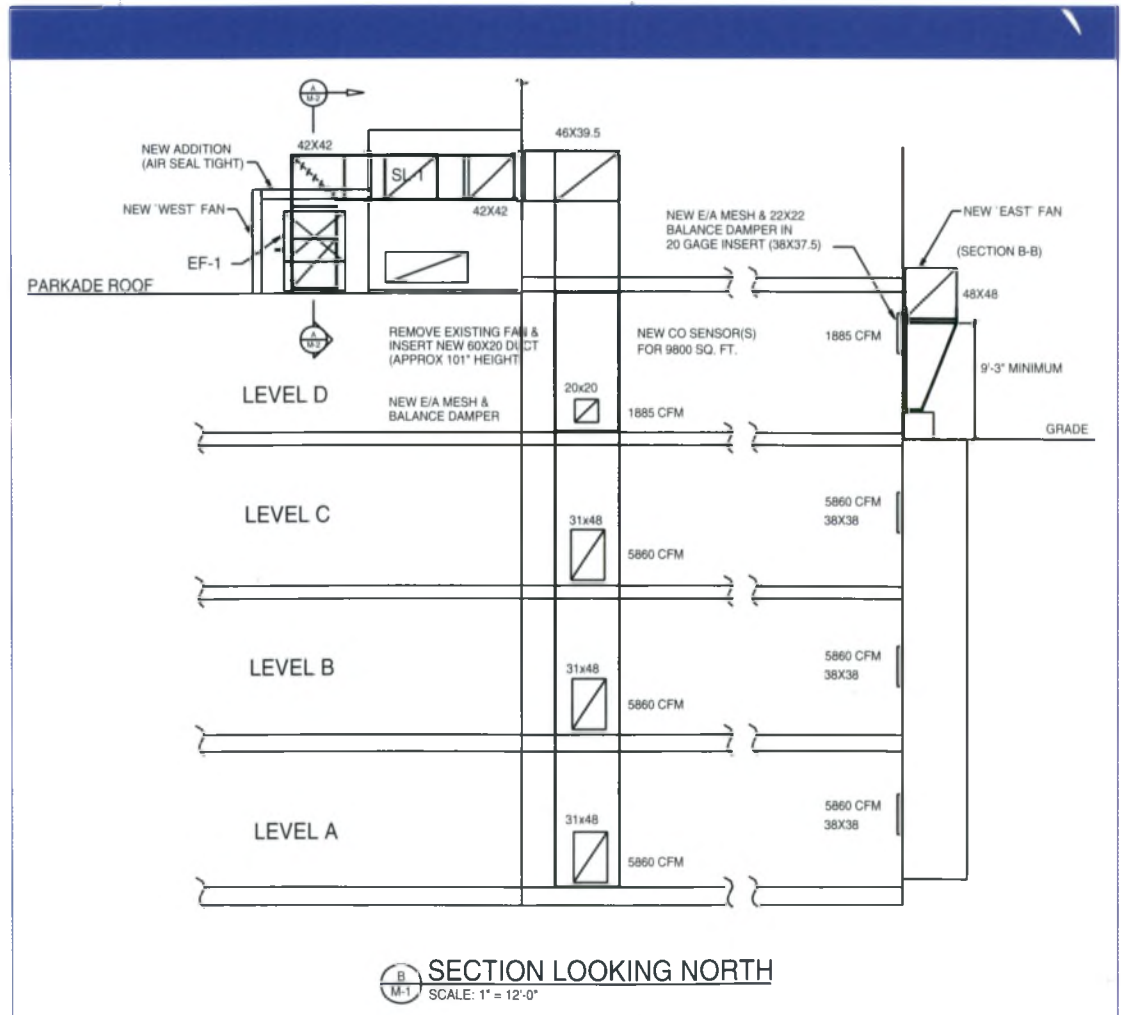 A
M-2
NEW ADDITION
(AIR SEAL TIGHT)
42X42
46X39.5
SL-1
42X42
NEW 'WEST' FAN
EF-1
NEW E/A MESH & 22X22
BALANCE DAMPER IN
20 GAGE INSERT (38X37.5)
NEW 'EAST' FAN
(SECTION B-B)
48X48
PARKADE ROOF
A
M-2
REMOVE EXISTING FAN &
INSERT NEW 60X20 DUCT
(APPROX 101" HEIGHT)
NEW CO SENSOR(S)
FOR 9800 SQ. FT.
1885 CFM
9'-3" MINIMUM
LEVEL D
NEW E/A MESH &
BALANCE DAMPER
20x20
1885 CFM
GRADE
LEVEL C
31x48
5860 CFM
5860 CFM
38X38
LEVEL B
31x48
5860 CFM
5860 CFM
38X38
LEVEL A
31x48
5860 CFM
5860 CFM
38X38
B
M-1
SECTION LOOKING NORTH
SCALE: 1" = 12'-0"